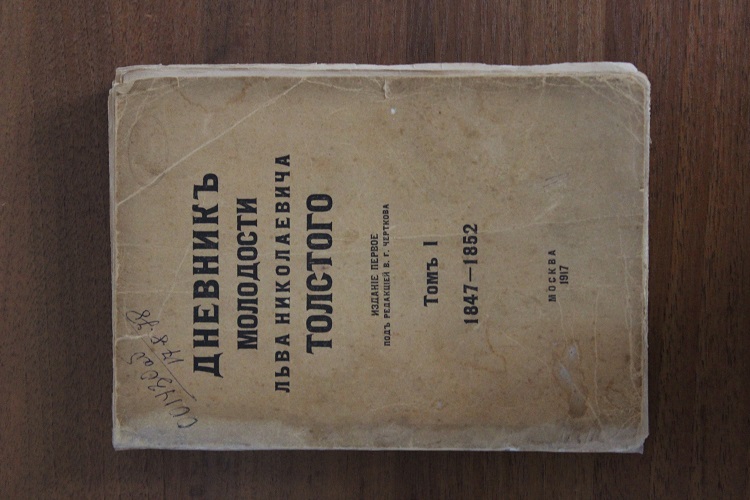 ДНЕВНИКЪ
МОЛОДОСТИ
ЛЬВА НИКОЛАЕВИЧА
ТОЛСТОГО
ИЗДАНІЕ ПЕРВОЕ
ПОДЪ РЕДАКЦІЕЙ В. Г. ЧЕРТКОВА
Томъ I
1847—1852
МОСКВА
1917